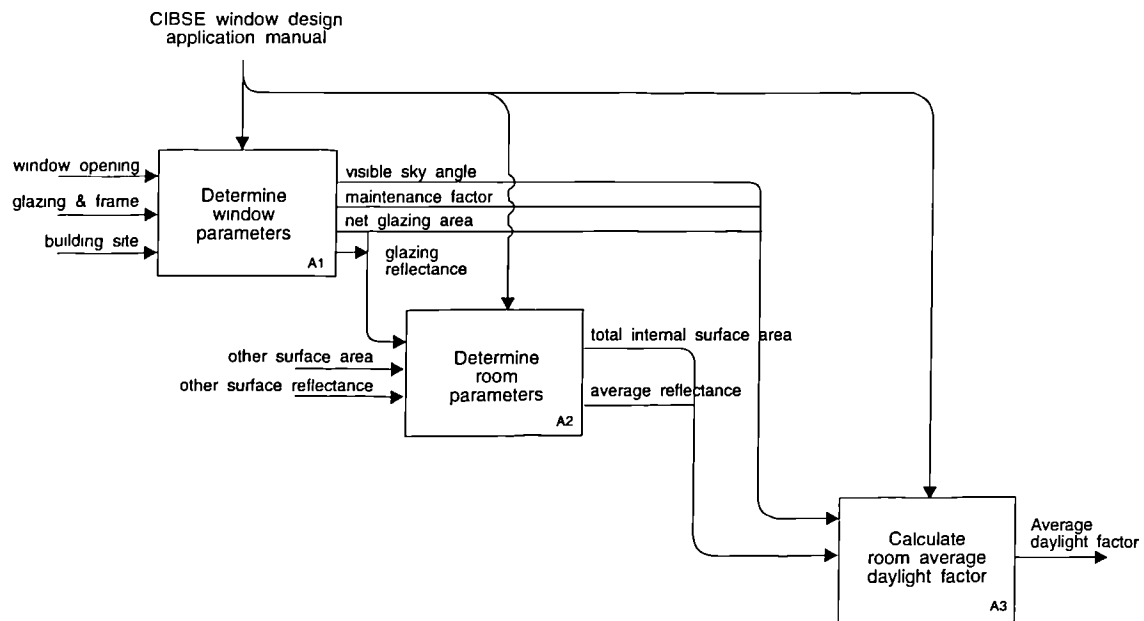 CIBSE window design
application manual
window opening
glazing & frame
building site
Determine
window
parameters
A1
visible sky angle
maintenance factor
net glazing area
glazing
reflectance
other surface area
other surface reflectance
Determine
room
parameters
A2
total internal surface area
average reflectance
Calculate
room average
daylight factor
A3
Average
daylight factor